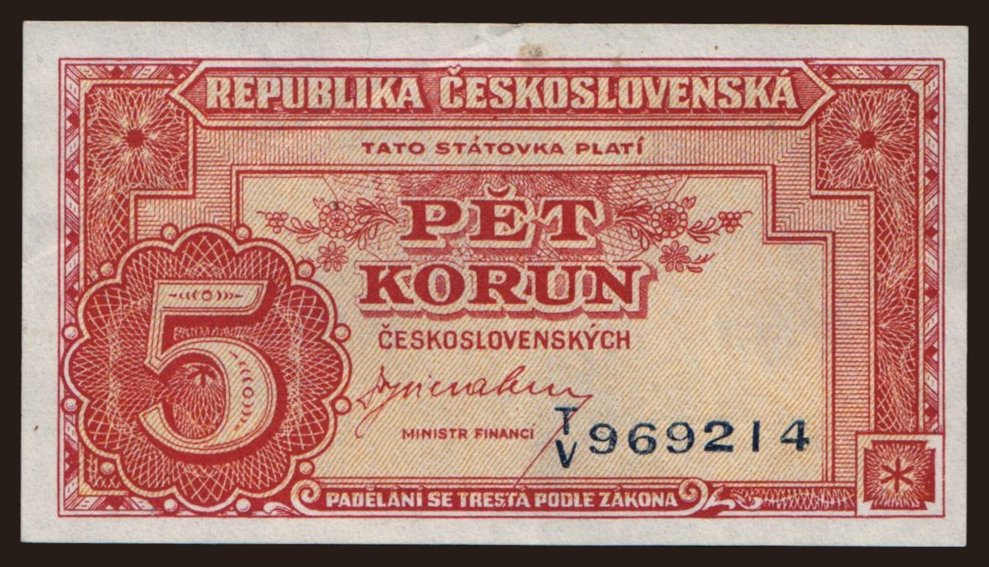 REPUBLIKA ČESKOSLOVENSKÁ
TATO STÁTOVKA PLATÍ
PĚT
KORUN
ČESKOSLOVENSKÝCH
5
MINISTR FINANCÍ
T/V 969214
PADĚLÁNÍ SE TRESTÁ PODLE ZÁKONA